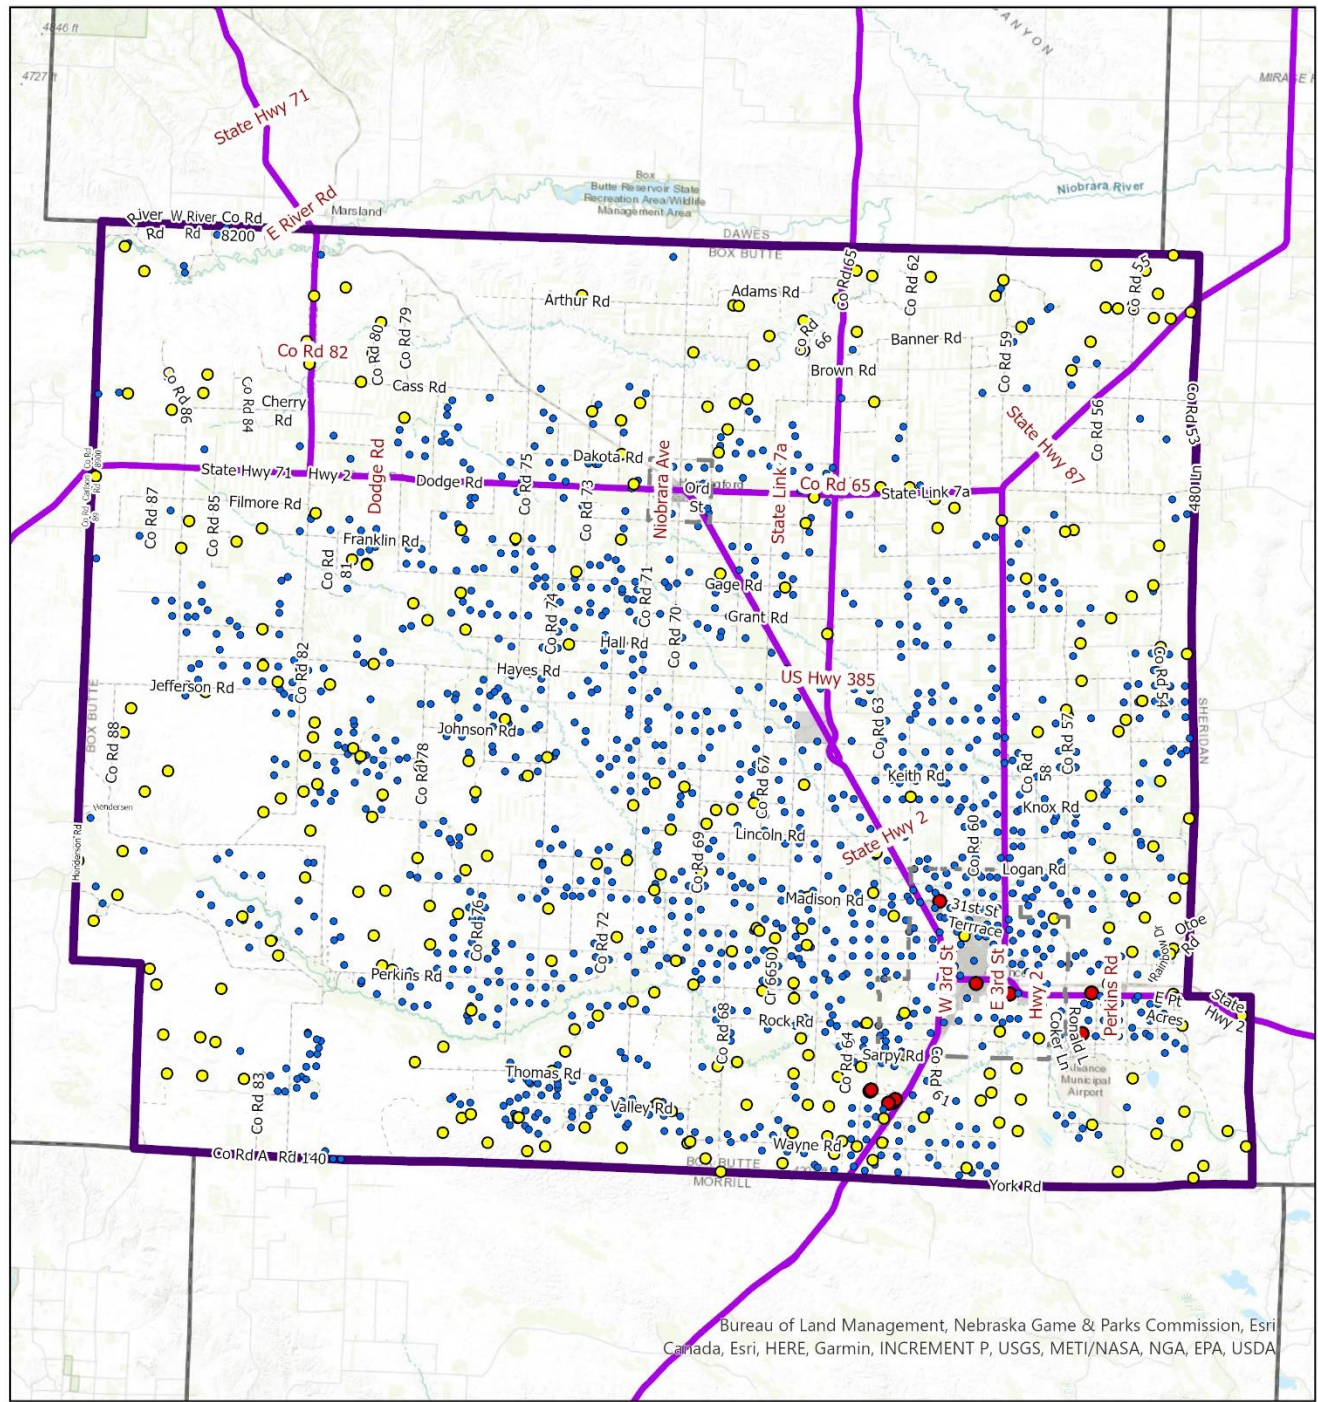 4846 ft
CANYON
4727 ft
State Hwy 71
Box
Butte Reservoir State
Recreation Area/Wildlife
Management Area
Niobrara River
E River Rd
Marsland
River
Rd
W River
Rd
Co Rd
8200
DAWES
BOX BUTTE
Co Rd 65
Co Rd 62
Co Rd 55
Arthur Rd
Adams Rd
Co Rd 80
Co Rd 79
Co Rd
66
Banner Rd
Co Rd 59
Co Rd 82
Brown Rd
Co Rd 86
Co Rd 84
Cherry
Rd
Cass Rd
Co Rd 53
State Hwy 87
Co Rd 56
Dodge Rd
Niobrara Ave
State Link 7a
Dakota Rd
State Hwy 71
Hwy 2
Dodge Rd
Co Rd 75
Co Rd 73
Ord
St
Co Rd 65
State Link 7a
480th Ln
Co Rd 87
Co Rd 85
Filmore Rd
Franklin Rd
Co Rd
81
Gage Rd
Co Rd 71
Co Rd 74
Co Rd 70
Grant Rd
Hall Rd
Hayes Rd
Co Rd 82
Jefferson Rd
US Hwy 385
Co Rd 54
BOX BUTTE
SHERIDAN
Co Rd 88
Co Rd 63
Co Rd 57
Johnson Rd
Co Rd 78
Co Rd 67
Keith Rd
Co Rd
58
Knox Rd
Hunderson Rd
Lincoln Rd
State Hwy 2
Co Rd 60
Co Rd 69
Logan Rd
Madison Rd
31st St
Terrrace
Co Rd 76
Co Rd 72
Otoe
Rd
Rainbow Dr
Perkins Rd
Cr 6650
W 3rd St
E 3rd St
Hwy 2
Perkins Rd
E Pt
Acres
State
Hwy 2
Rock Rd
Co Rd 68
Ronald L
Coker Ln
Co Rd 64
Sarpy Rd
Co Rd
61
Alliance
Municipal
Airport
Thomas Rd
Co Rd 83
Valley Rd
Wayne Rd
Co Rd A
Rd 140
BOX BUTTE
MORRILL
York Rd
Bureau of Land Management, Nebraska Game & Parks Commission, Esri
Canada, Esri, HERE, Garmin, INCREMENT P, USGS, METI/NASA, NGA, EPA, USDA